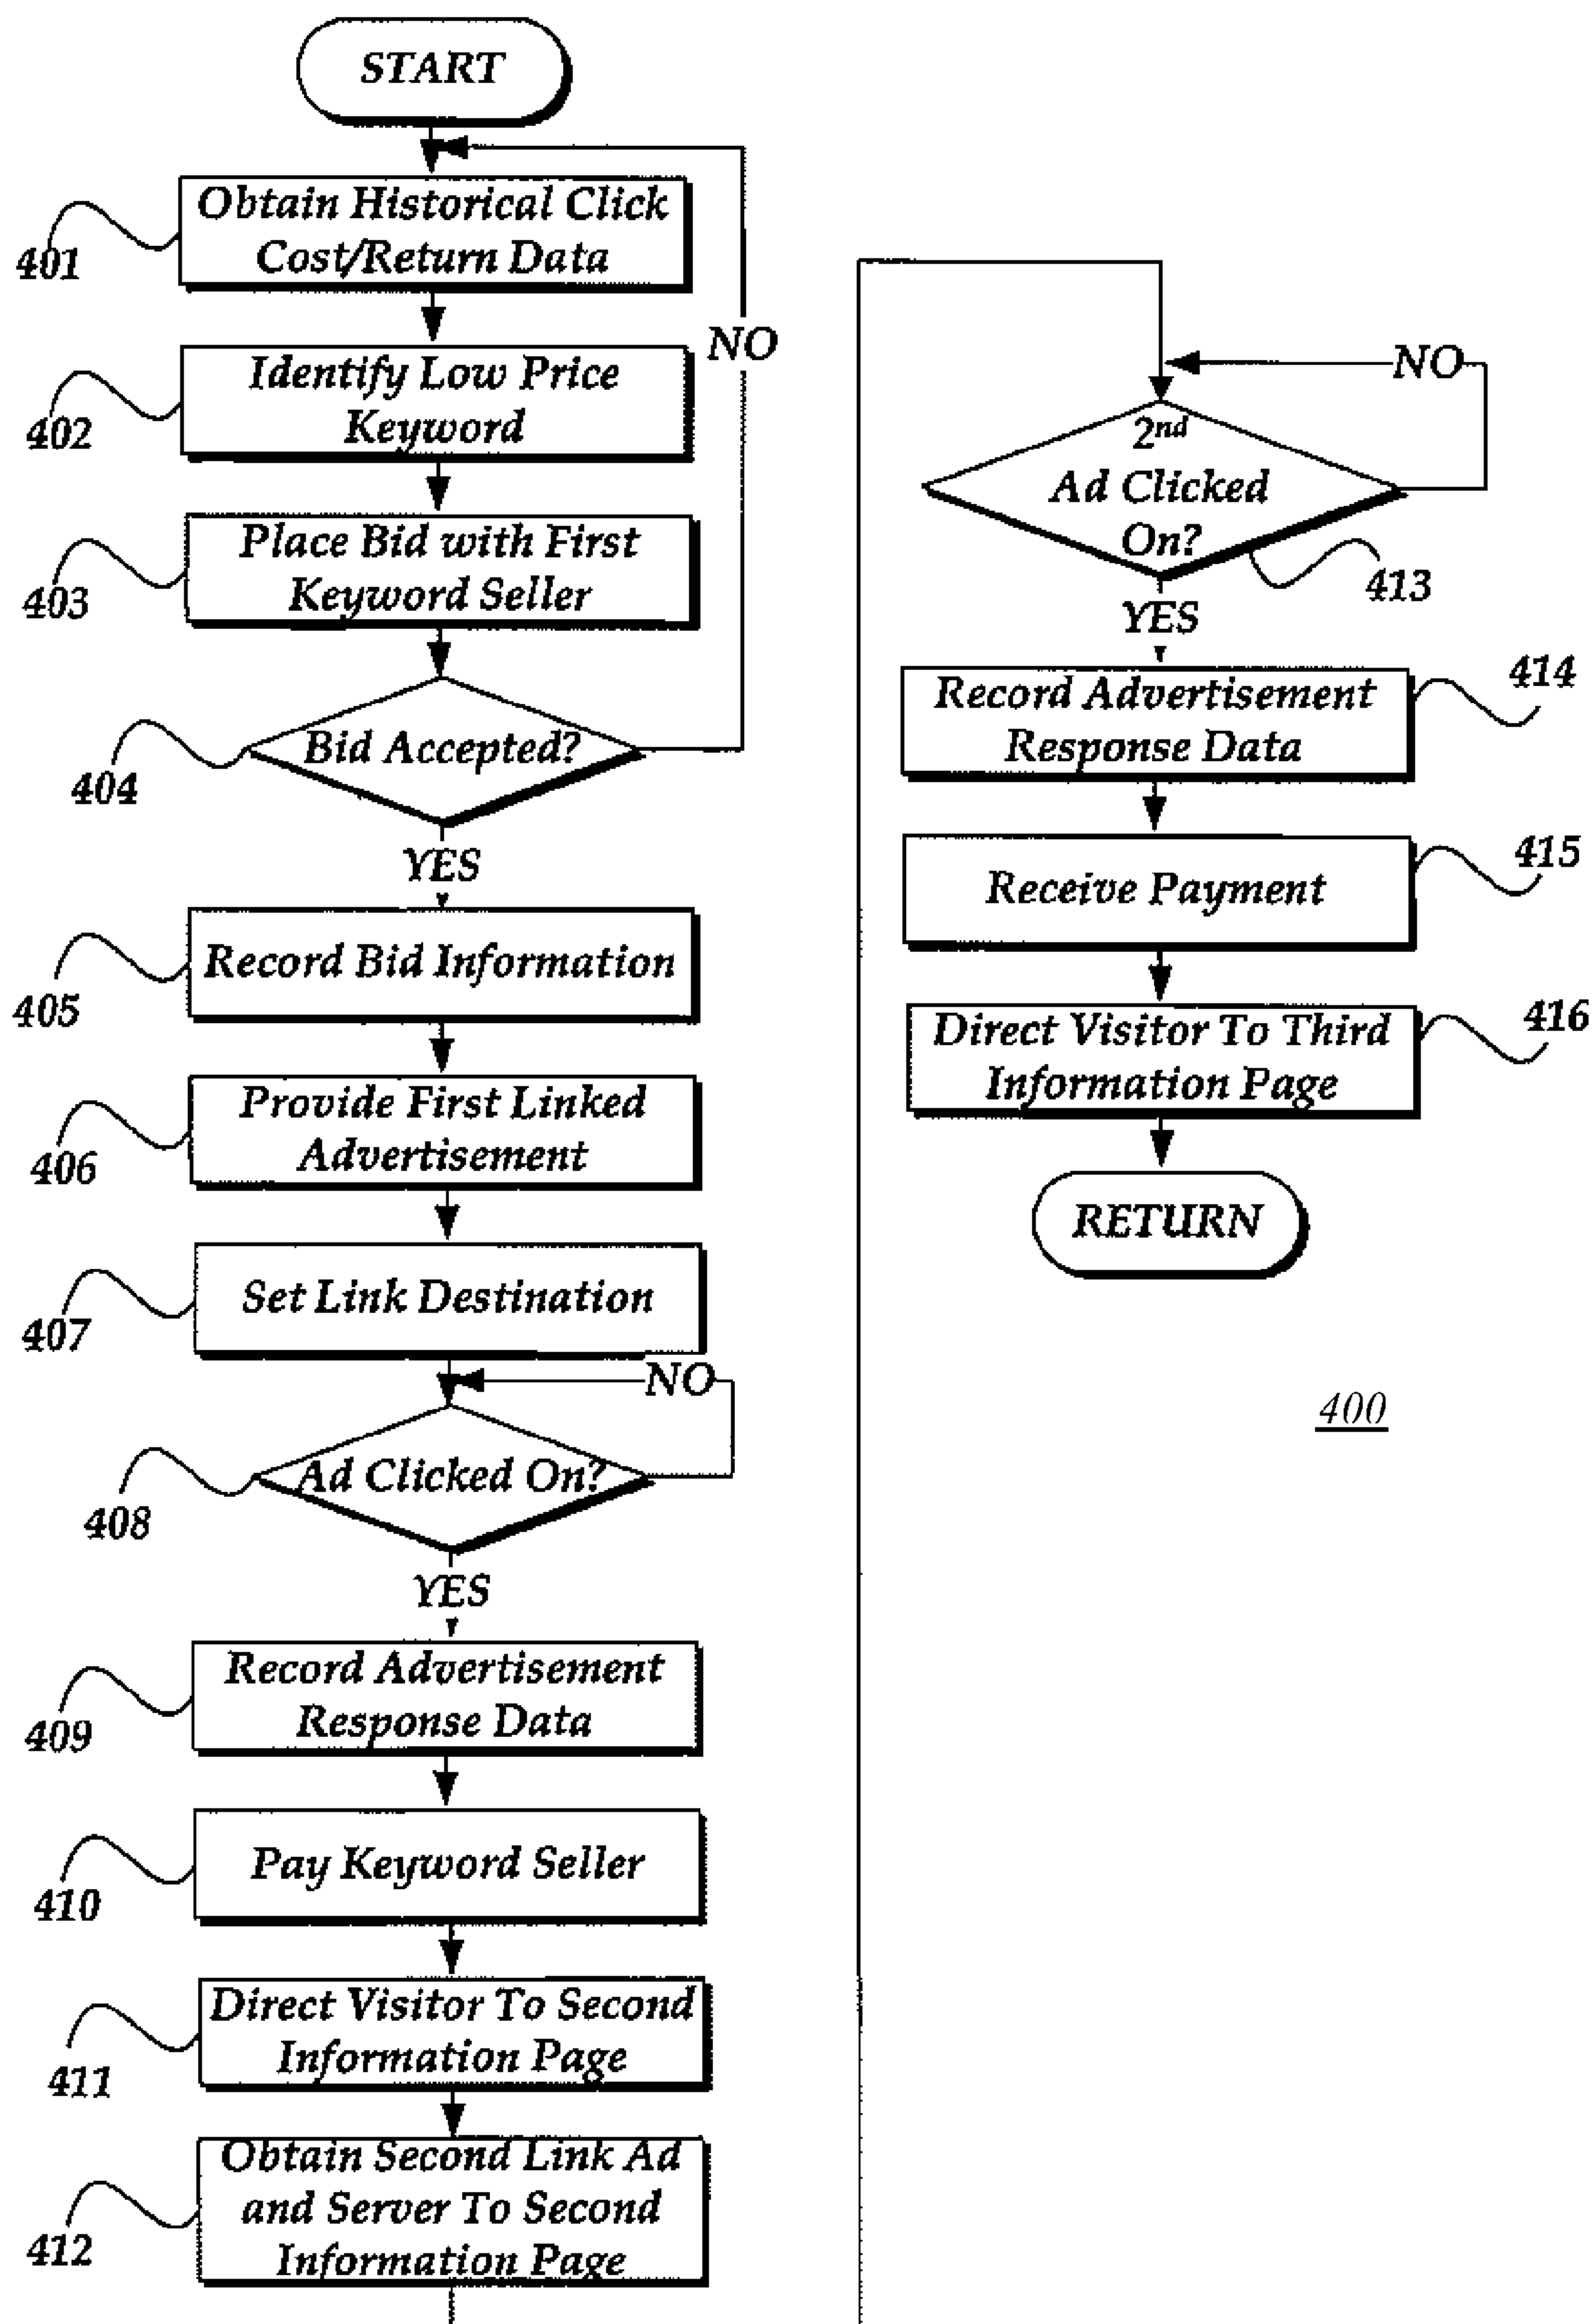 START
401
Obtain Historical Click
Cost/Return Data
NO
402
Identify Low Price
Keyword
403
Place Bid with First
Keyword Seller
404
Bid Accepted?
YES
405
Record Bid Information
406
Provide First Linked
Advertisement
407
Set Link Destination
NO
408
Ad Clicked On?
YES
409
Record Advertisement
Response Data
410
Pay Keyword Seller
411
Direct Visitor To Second
Information Page
412
Obtain Second Link Ad
and Server To Second
Information Page
NO
2nd
Ad Clicked
On?
413
YES
Record Advertisement
Response Data
414
Receive Payment
415
Direct Visitor To Third
Information Page
416
RETURN
400